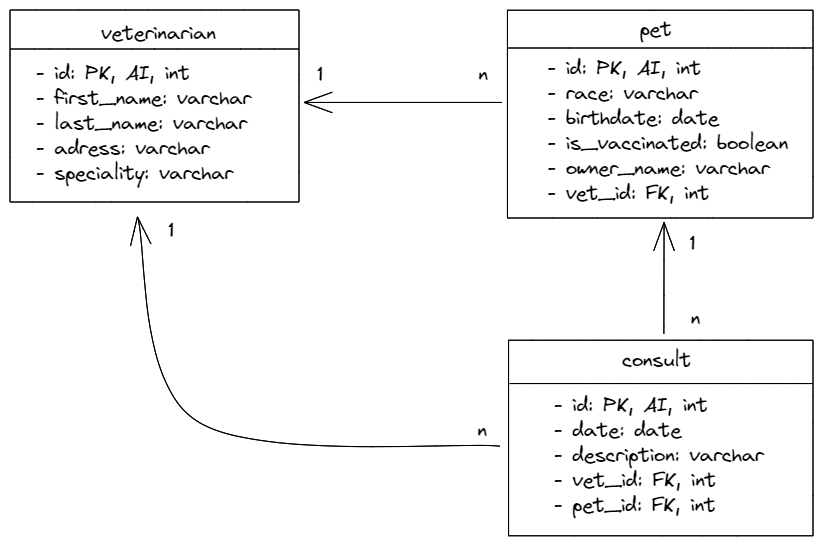 veterinarian
- id: PK, AI, int
- first_name: varchar
- last_name: varchar
- adress: varchar
- speciality: varchar
1
n
pet
- id: PK, AI, int
- race: varchar
- birthdate: date
- is_vaccinated: boolean
- owner_name: varchar
- vet_id: FK, int
1
1
n
n
consult
- id: PK, AI, int
- date: date
- description: varchar
- vet_id: FK, int
- pet_id: FK, int